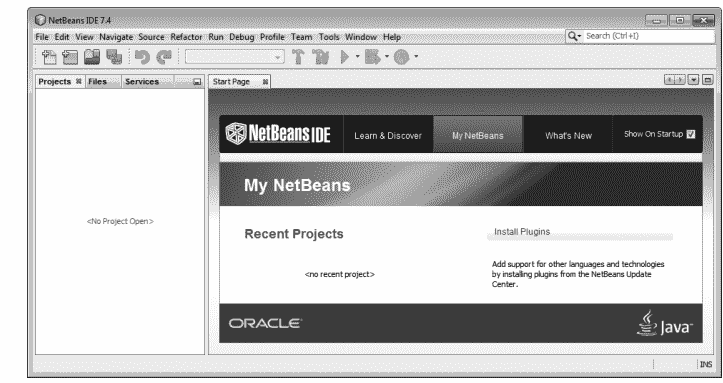 NetBeans IDE 7.4
File Edit View Navigate Source Refactor Run Debug Profile Team Tools Window Help
Search (Ctrl+I)
Projects Files Services
Start Page
NetBeans IDE
Learn & Discover
My NetBeans
What's New
Show On Startup
My NetBeans
<No Project Open>
Recent Projects
<no recent project>
Install Plugins
Add support for other languages and technologies
by installing plugins from the NetBeans Update
Center.
ORACLE
Java
INS